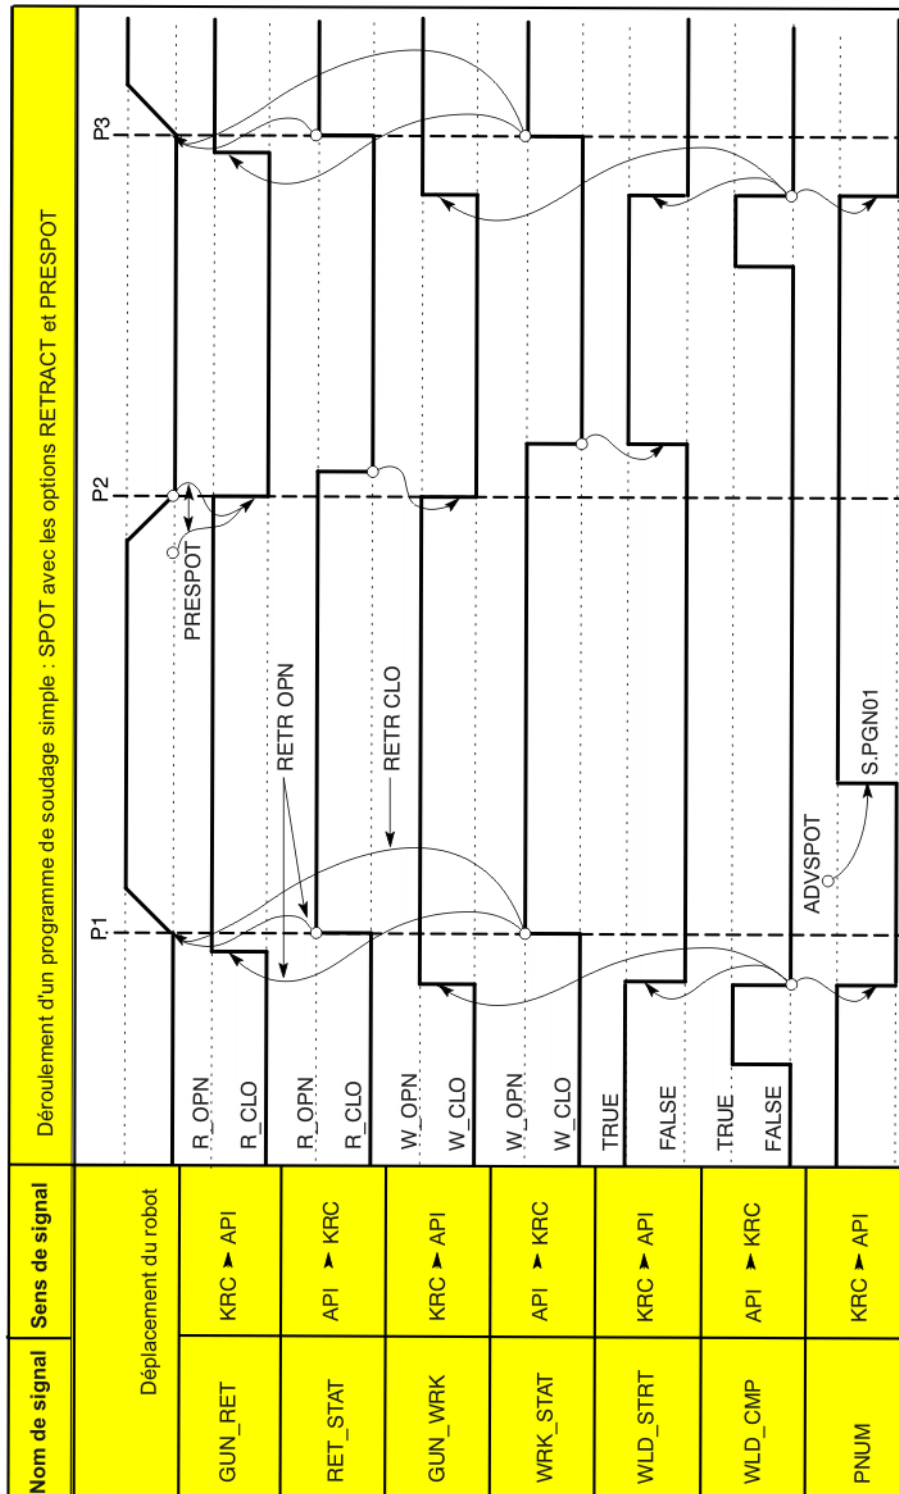 Nom de signal
Sens de signal
Déroulement d'un programme de soudage simple : SPOT avec les options RETRACT et PRESPOT
Déplacement du robot
P1
P2
P3
PRESPOT
GUN_RET
KRC ➤ API
R_OPN
R_CLO
RETR OPN
RET_STAT
API ➤ KRC
R_OPN
R_CLO
RETR CLO
GUN_WRK
KRC ➤ API
W_OPN
W_CLO
WRK_STAT
API ➤ KRC
W_OPN
W_CLO
WLD_STRT
KRC ➤ API
TRUE
FALSE
WLD_CMP
API ➤ KRC
TRUE
FALSE
ADVSPOT
PNUM
KRC ➤ API
S.PGN01